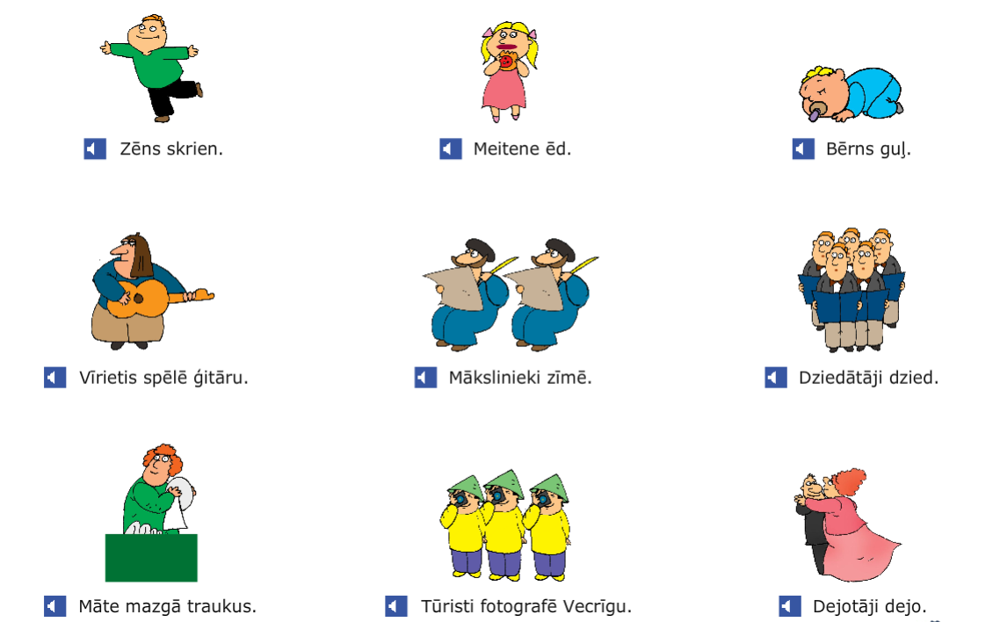 Zēns skrien.
Meitene ēd.
Bērns guļ.
Vīrietis spēlē ģitāru.
Mākslinieki zīmē.
Dziedātāji dzied.
Māte mazgā traukus.
Tūristi fotografē Vecrīgu.
Dejotāji dejo.